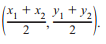 (x₁ + x₂ / 2, y₁ + y₂ / 2).